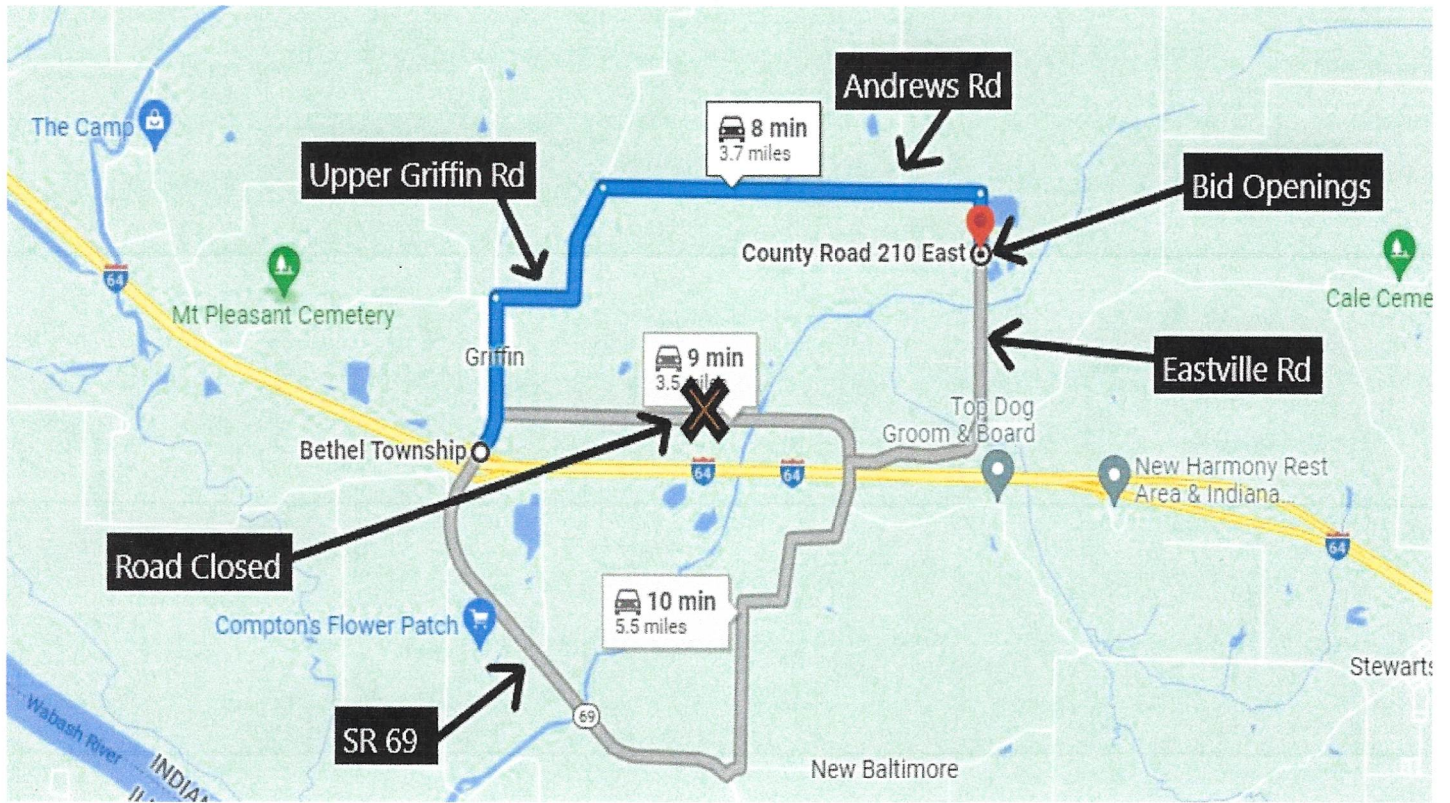 Andrews Rd
The Camp
8 min
3.7 miles
Upper Griffin Rd
Bid Openings
County Road 210 East
64
Mt Pleasant Cemetery
Cale Ceme
Griffin
9 min
3.5 miles
Eastville Rd
Top Dog
Groom & Board
Bethel Township
64
64
New Harmony Rest
Area & Indiana...
64
Road Closed
10 min
5.5 miles
Compton's Flower Patch
Stewarts
SR 69
69
Wabash River
INDIAN
New Baltimore